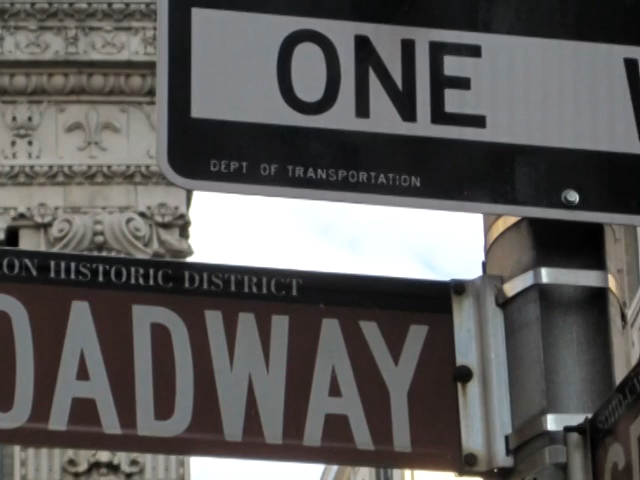 ONE
DEPT OF TRANSPORTATION
ON HISTORIC DISTRICT
OADWAY